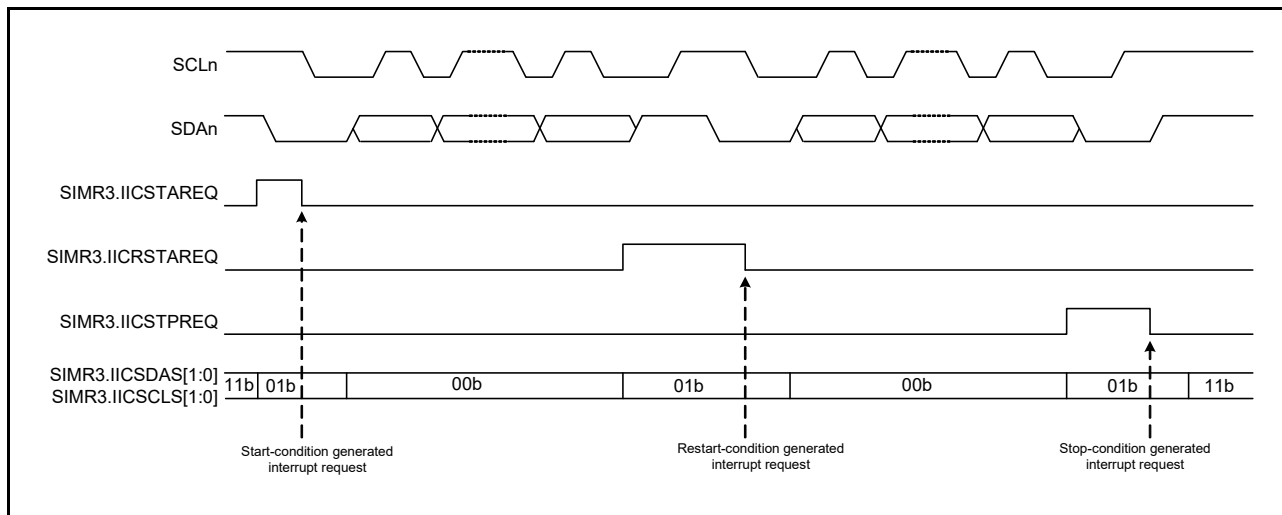 SCLn
SDAn
SIMR3.IICSTAREQ
SIMR3.IICRSTAREQ
SIMR3.IICSTPREQ
SIMR3.IICSDAS[1:0]
SIMR3.IICSCLS[1:0]
11b 01b 00b 01b 00b 01b 11b
Start-condition generated
interrupt request
Restart-condition generated
interrupt request
Stop-condition generated
interrupt request